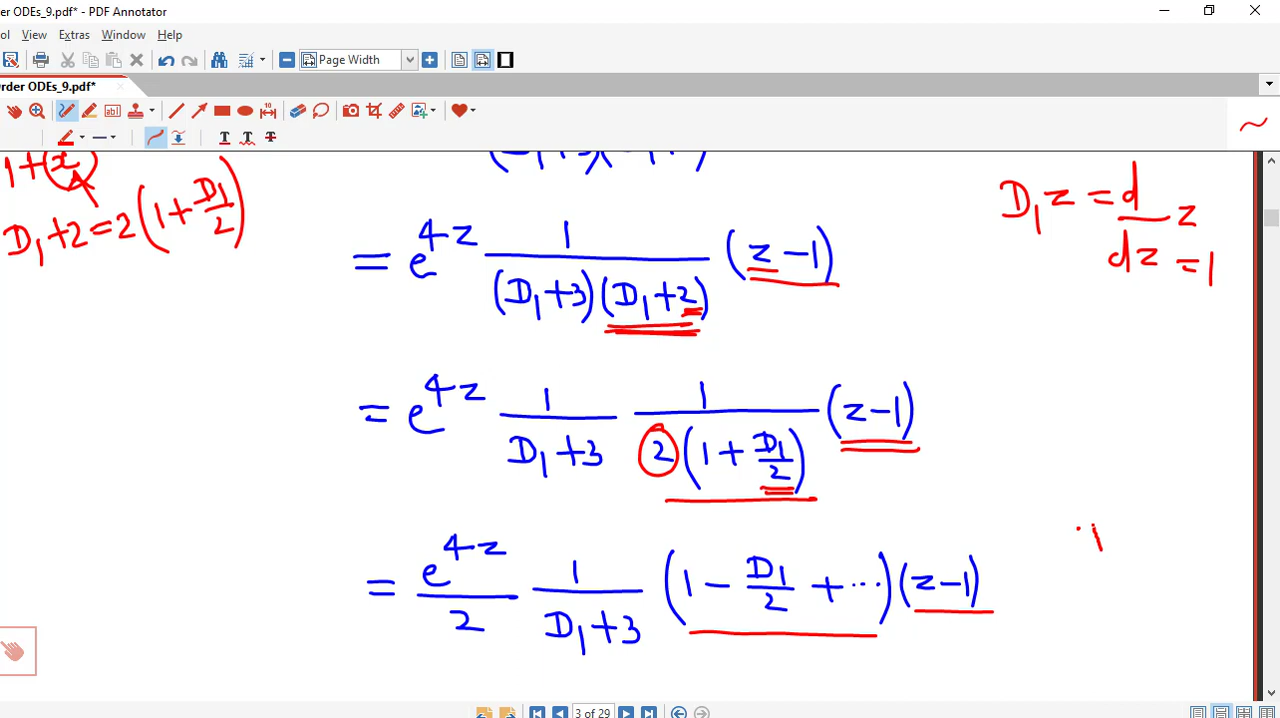 rder ODEs_9.pdf* - PDF Annotator
ol View Extras Window Help
Page Width
rder ODEs_9.pdf*
1+(x)
D₁+2=2(1+D₁/2)
D₁z = d/dz z
=1
= e^{4z} 1/((D₁+3)(D₁+2)) (z-1)
= e^{4z} 1/(D₁+3) 1/(2(1+D₁/2)) (z-1)
= e^{4z}/2 1/(D₁+3) (1 - D₁/2 + ⋯)(z-1)
3 of 29